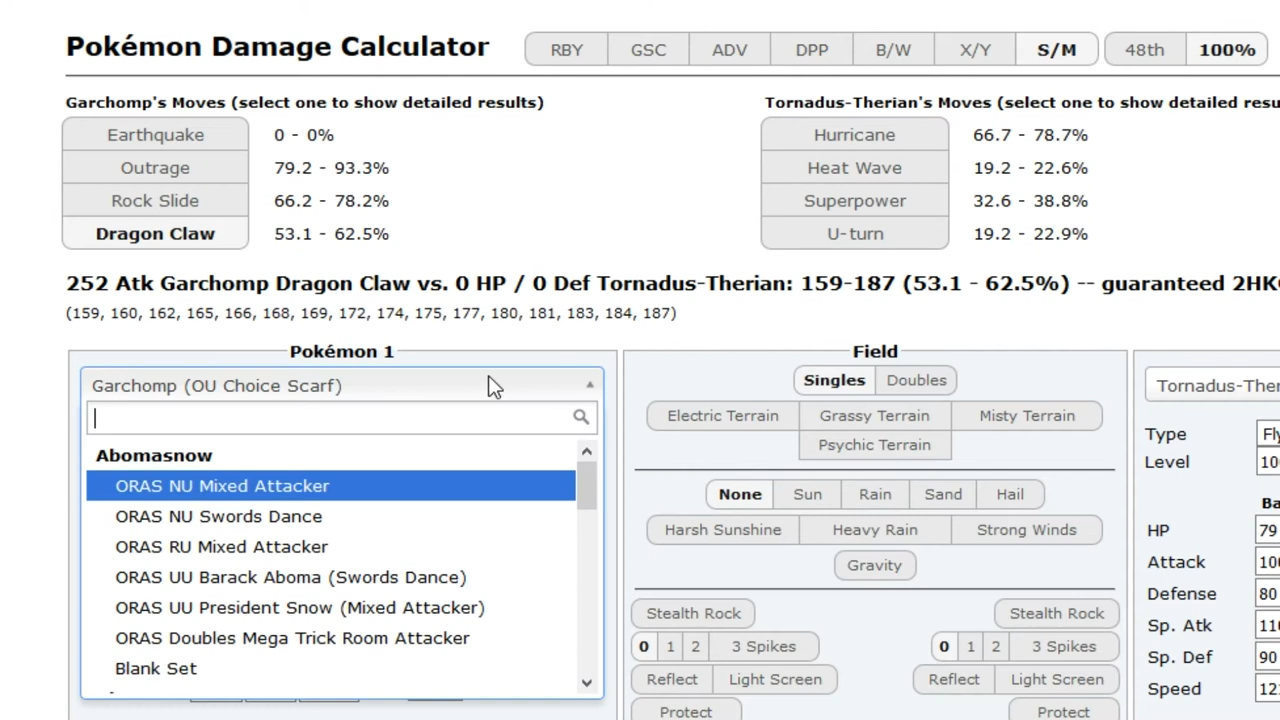 Pokémon Damage Calculator
RBY GSC ADV DPP B/W X/Y S/M 48th 100%
Garchomp's Moves (select one to show detailed results)
Earthquake 0 - 0%
Outrage 79.2 - 93.3%
Rock Slide 66.2 - 78.2%
Dragon Claw 53.1 - 62.5%
Tornadus-Therian's Moves (select one to show detailed resu
Hurricane 66.7 - 78.7%
Heat Wave 19.2 - 22.6%
Superpower 32.6 - 38.8%
U-turn 19.2 - 22.9%
252 Atk Garchomp Dragon Claw vs. 0 HP / 0 Def Tornadus-Therian: 159-187 (53.1 - 62.5%) -- guaranteed 2HKO
(159, 160, 162, 165, 166, 168, 169, 172, 174, 175, 177, 180, 181, 183, 184, 187)
Pokémon 1
Garchomp (OU Choice Scarf)
Abomasnow
ORAS NU Mixed Attacker
ORAS NU Swords Dance
ORAS RU Mixed Attacker
ORAS UU Barack Aboma (Swords Dance)
ORAS UU President Snow (Mixed Attacker)
ORAS Doubles Mega Trick Room Attacker
Blank Set
Field
Singles Doubles
Electric Terrain Grassy Terrain Misty Terrain
Psychic Terrain
None Sun Rain Sand Hail
Harsh Sunshine Heavy Rain Strong Winds
Gravity
Stealth Rock Stealth Rock
0 1 2 3 Spikes 0 1 2 3 Spikes
Reflect Light Screen Reflect Light Screen
Protect Protect
Tornadus-Ther
Type Fly
Level 10
Ba
HP 79
Attack 100
Defense 80
Sp. Atk 110
Sp. Def 90
Speed 121